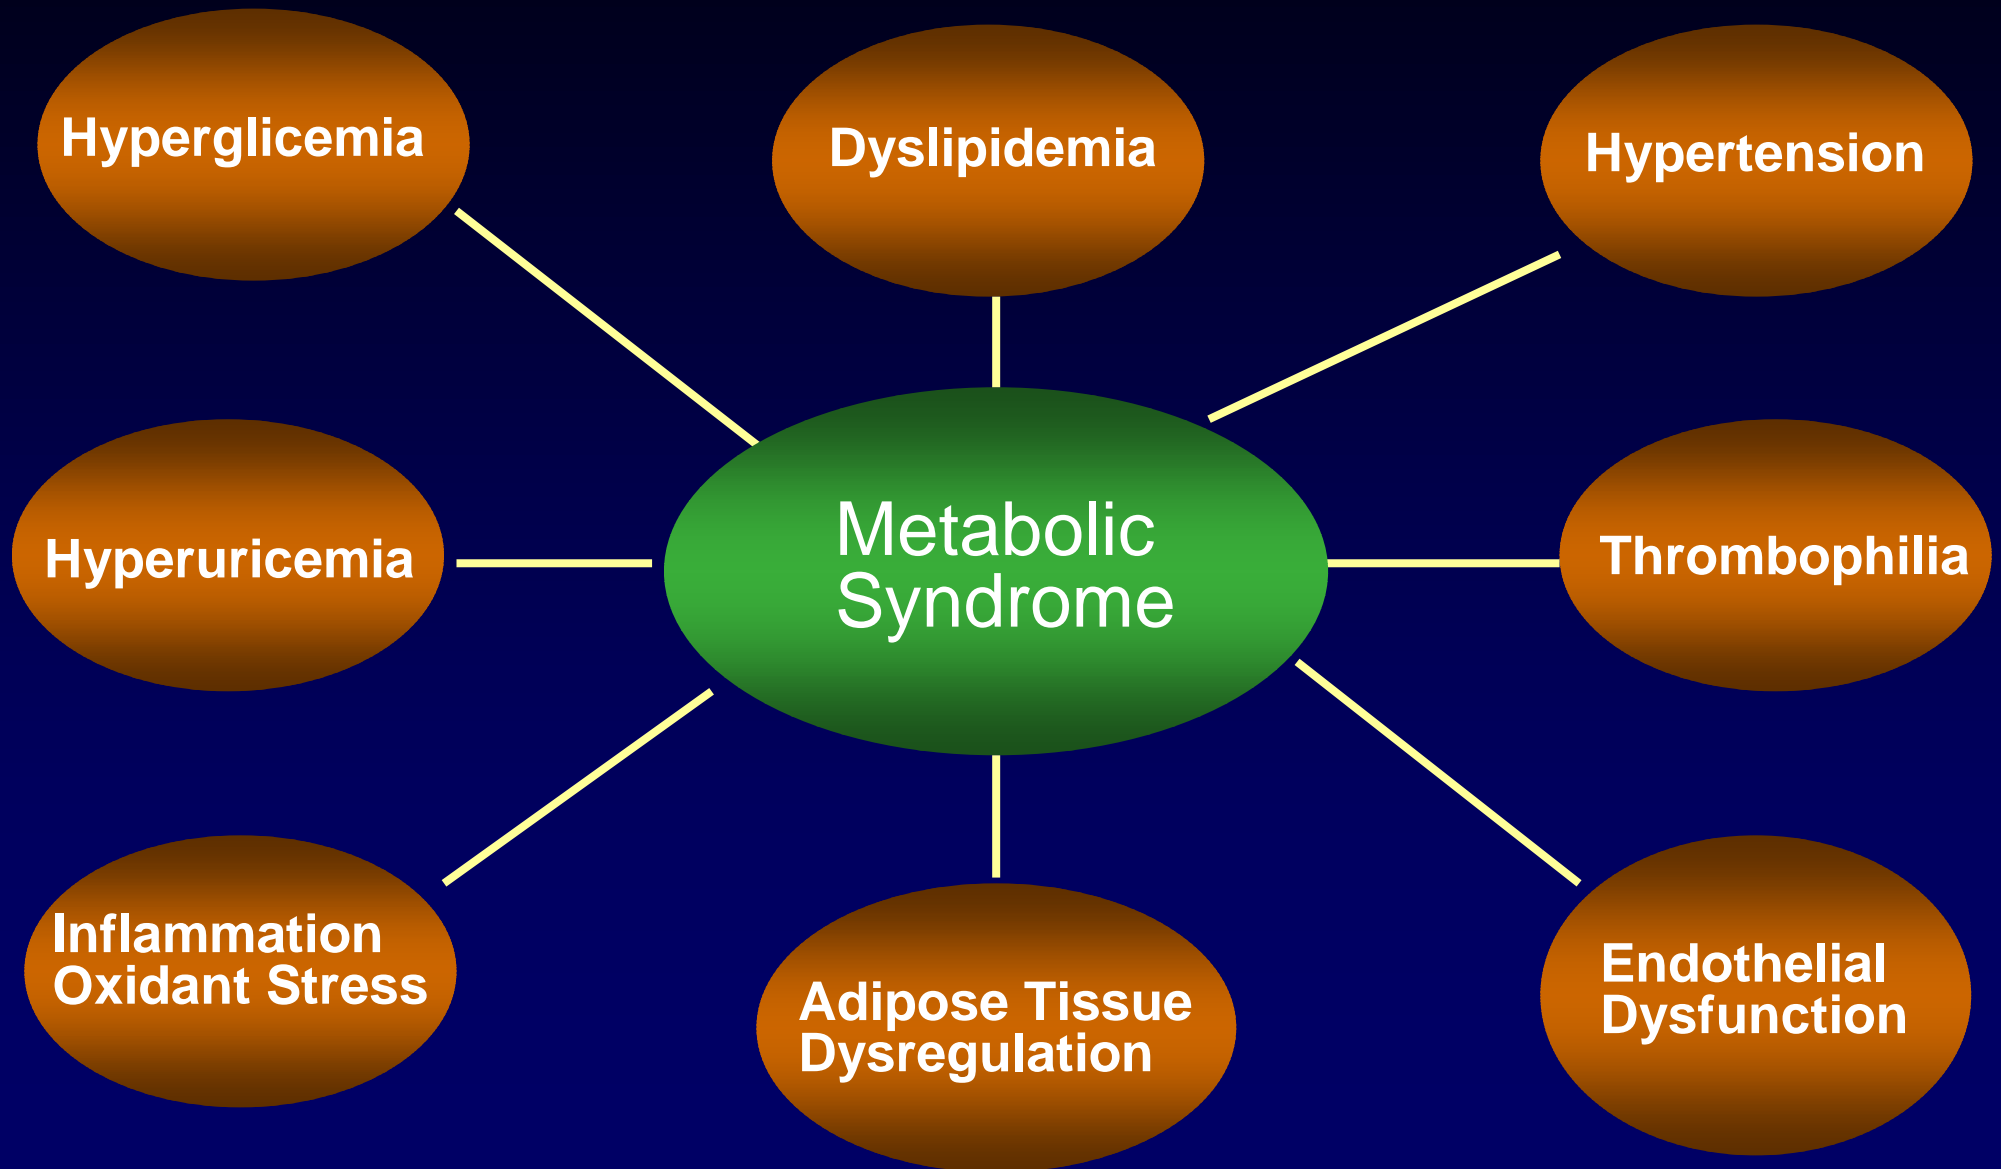 Hyperglicemia
Dyslipidemia
Hypertension
Hyperuricemia
Metabolic
Syndrome
Thrombophilia
Inflammation
Oxidant Stress
Adipose Tissue
Dysregulation
Endothelial
Dysfunction